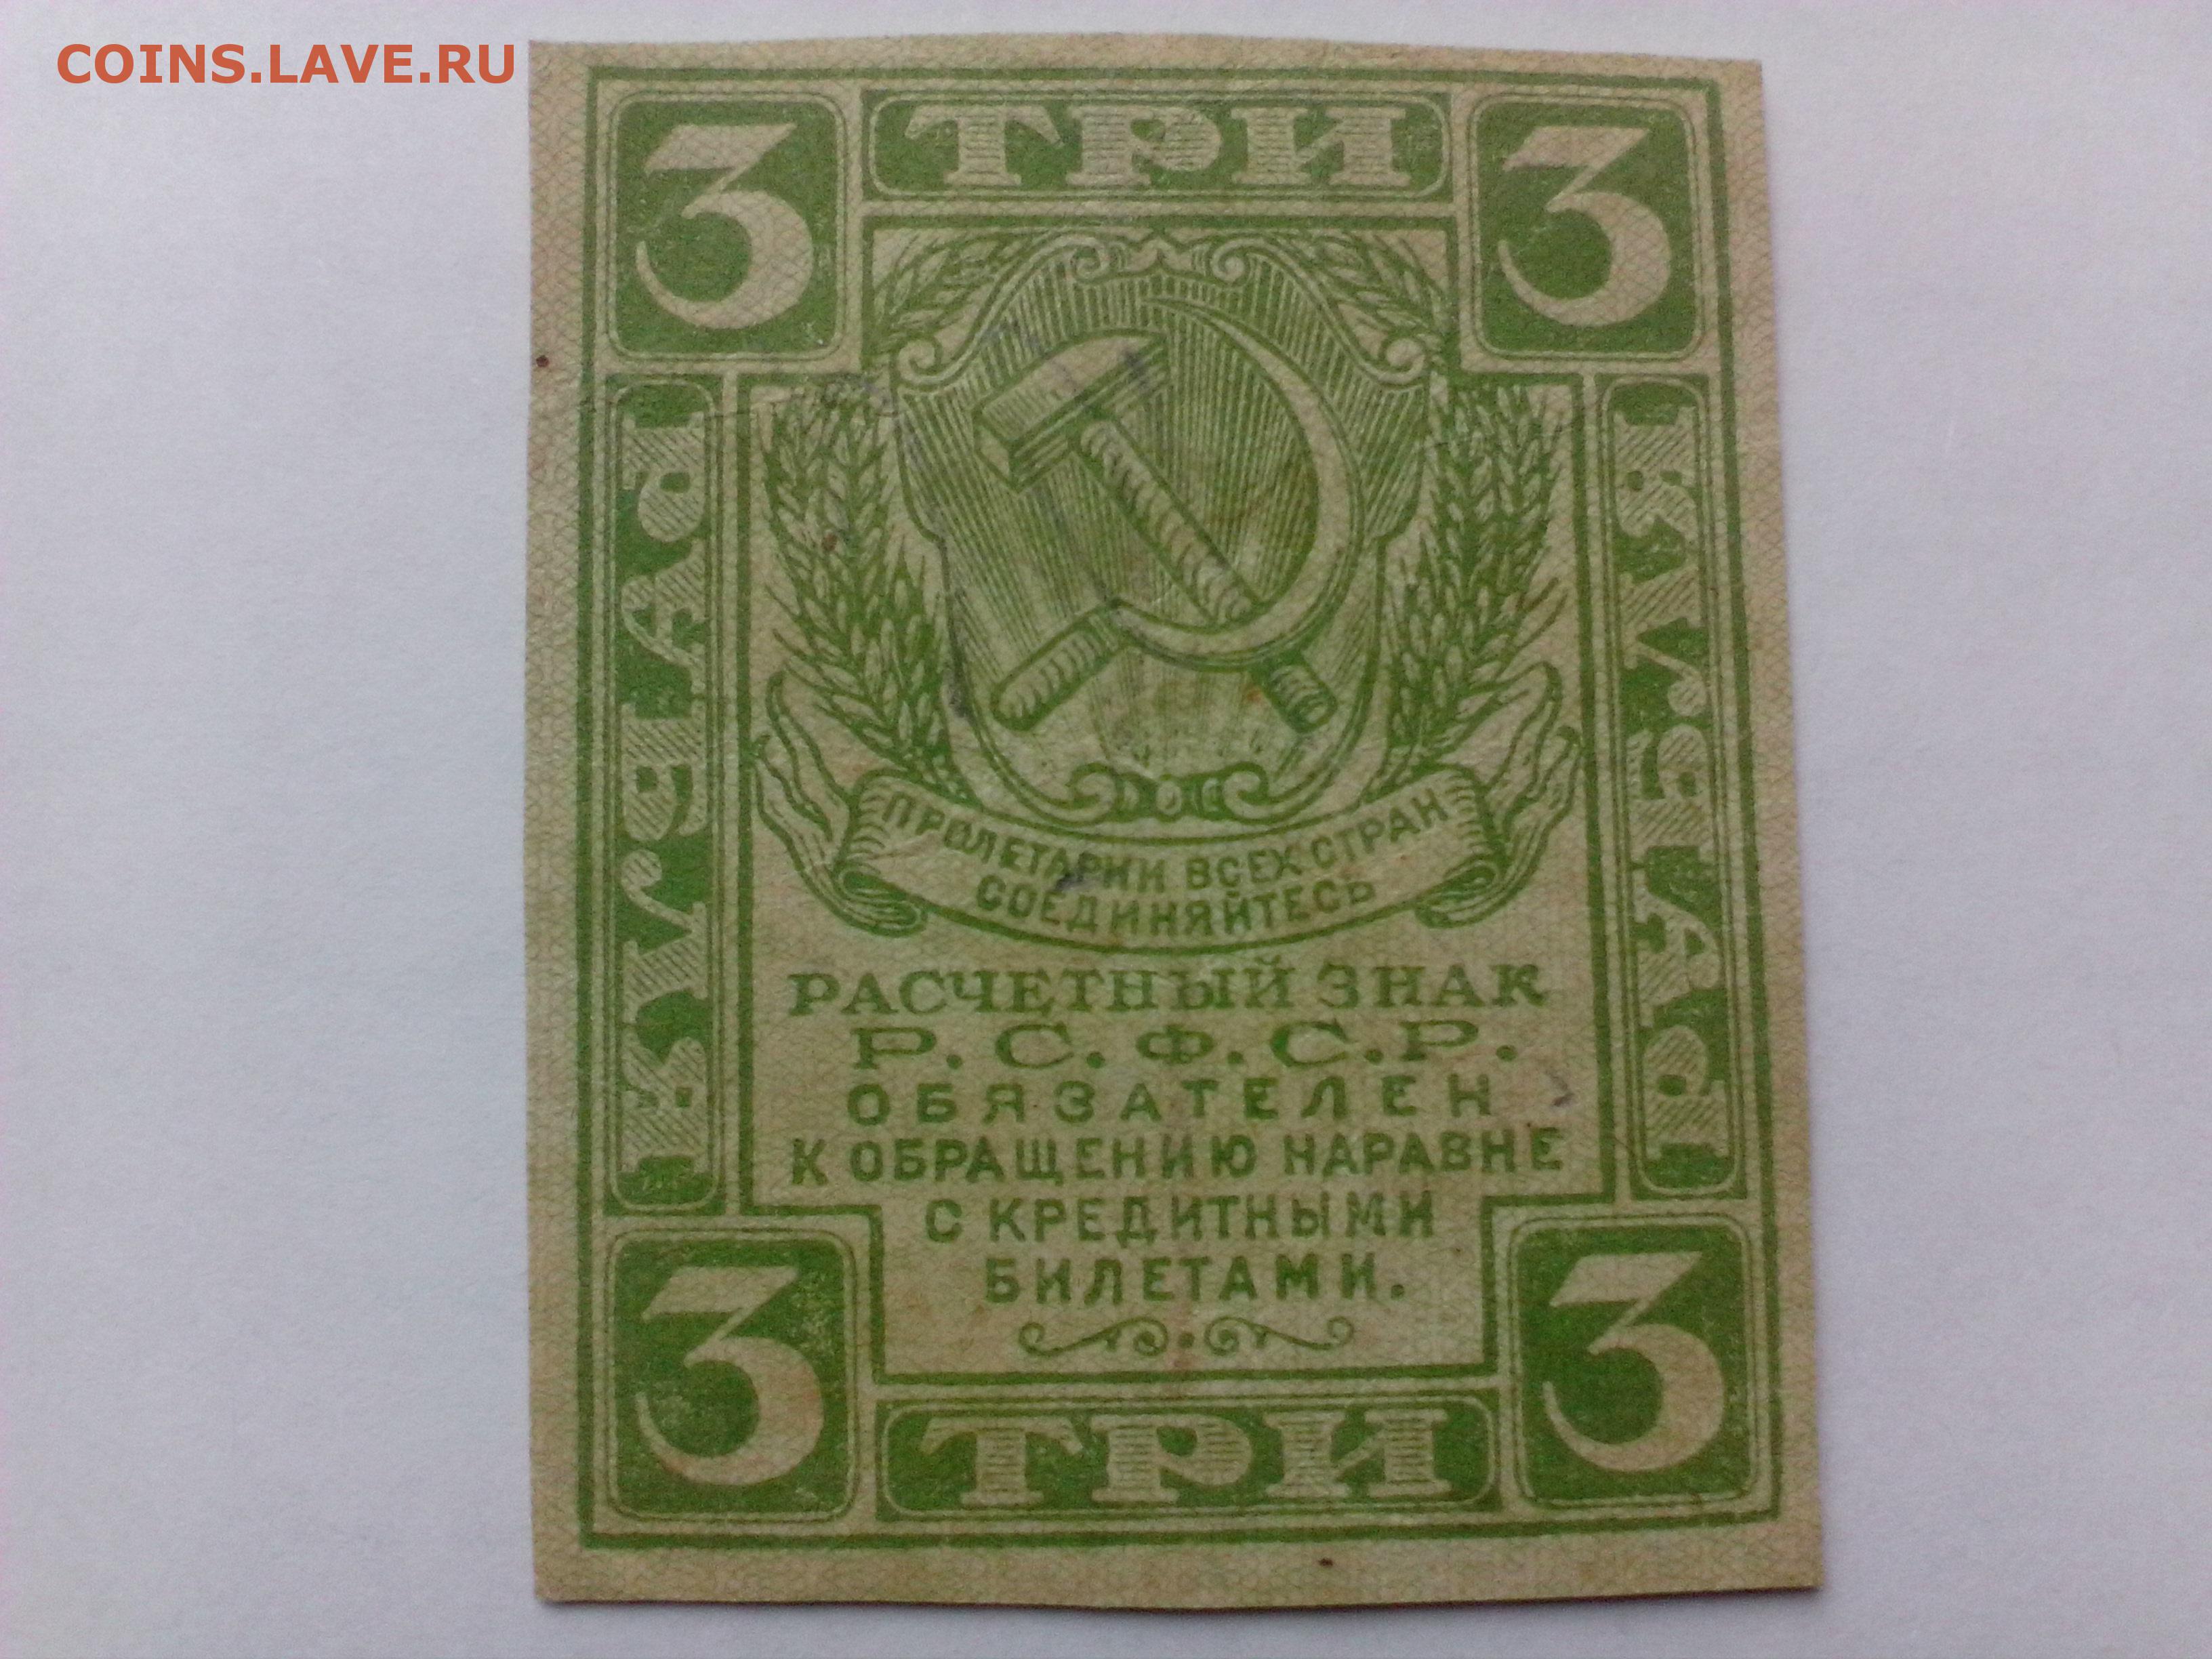 COINS.LAVE.RU
3 ТРИ 3
РУБЛЯ
РУБЛЯ
ПРОЛЕТАРИИ ВСЕХ СТРАН
СОЕДИНЯЙТЕСЬ
РАСЧЕТНЫЙ ЗНАК
Р. С. Ф. С. Р.
ОБЯЗАТЕЛЕН
К ОБРАЩЕНИЮ НАРАВНЕ
С КРЕДИТНЫМИ
БИЛЕТАМИ.
3 ТРИ 3